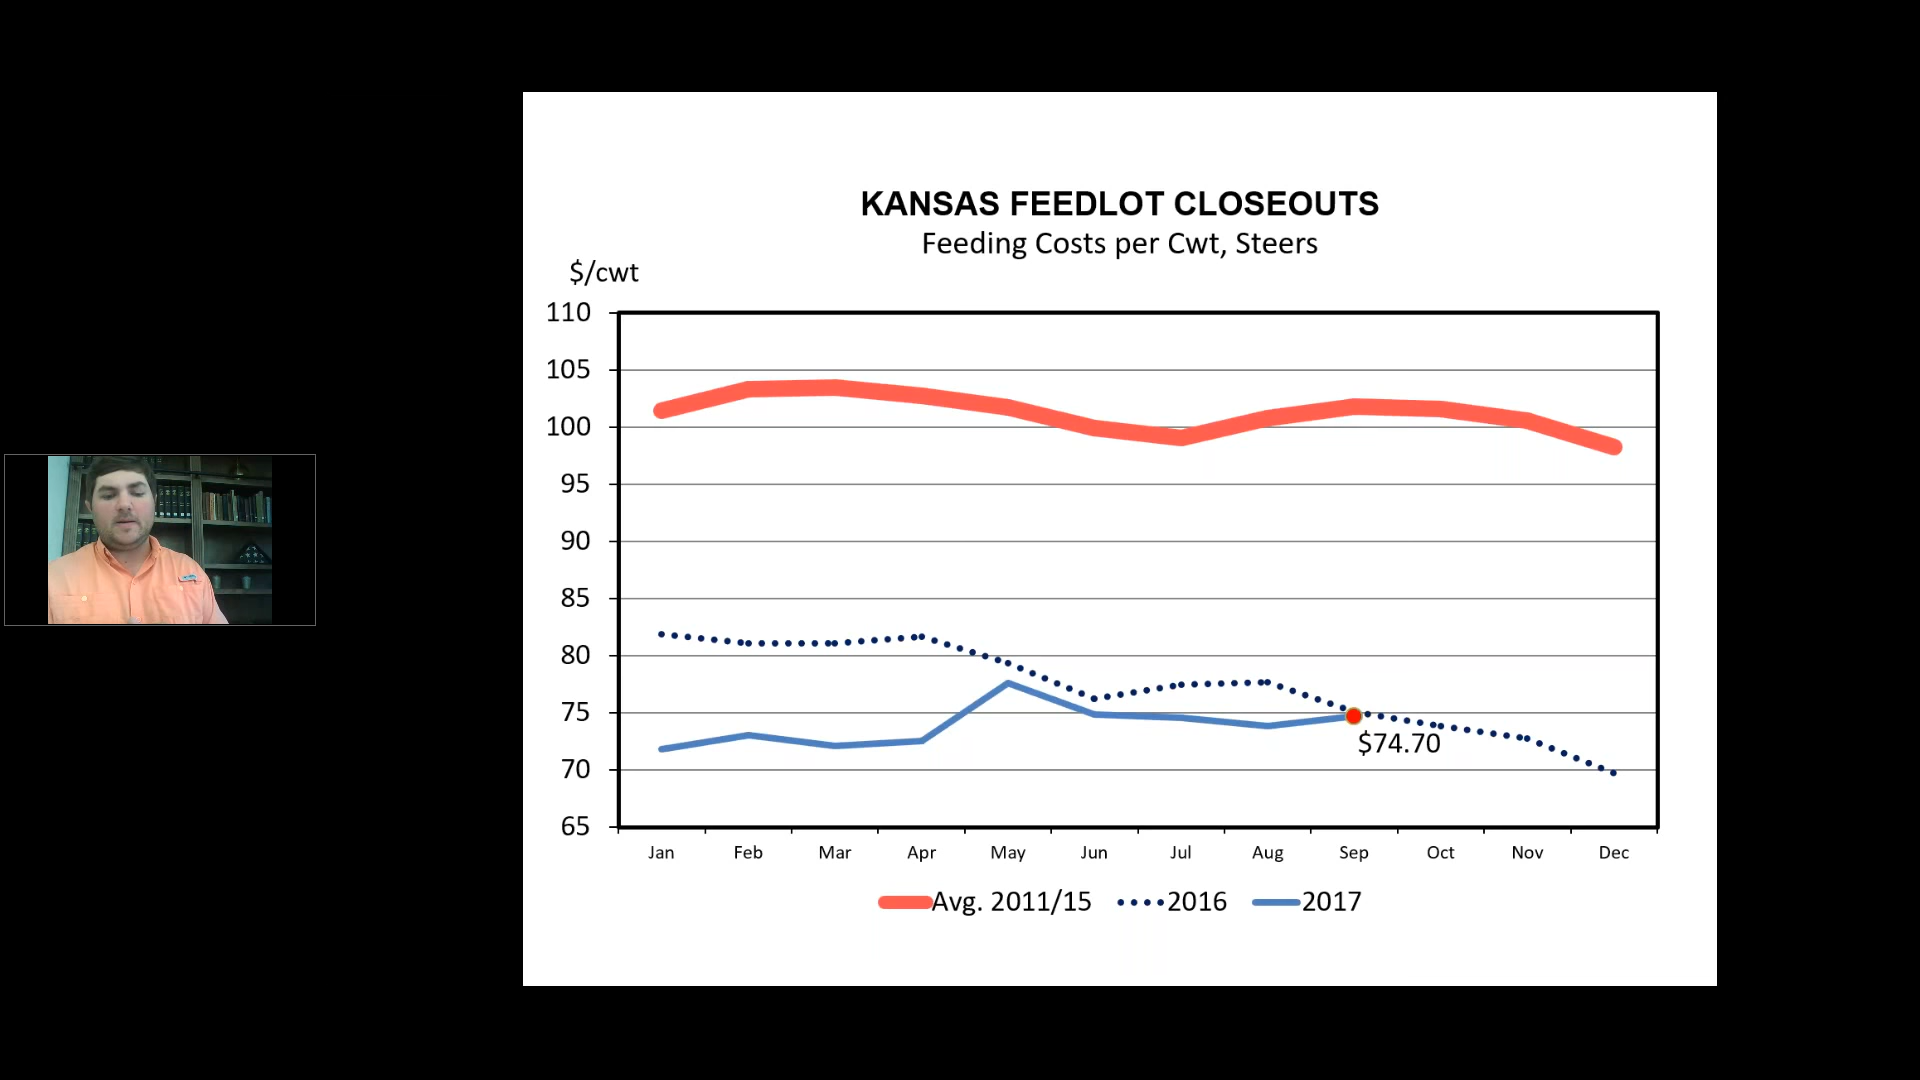 KANSAS FEEDLOT CLOSEOUTS
Feeding Costs per Cwt, Steers
$/cwt
110
105
100
95
90
85
80
75
70
65
$74.70
Jan Feb Mar Apr May Jun Jul Aug Sep Oct Nov Dec
Avg. 2011/15 2016 2017